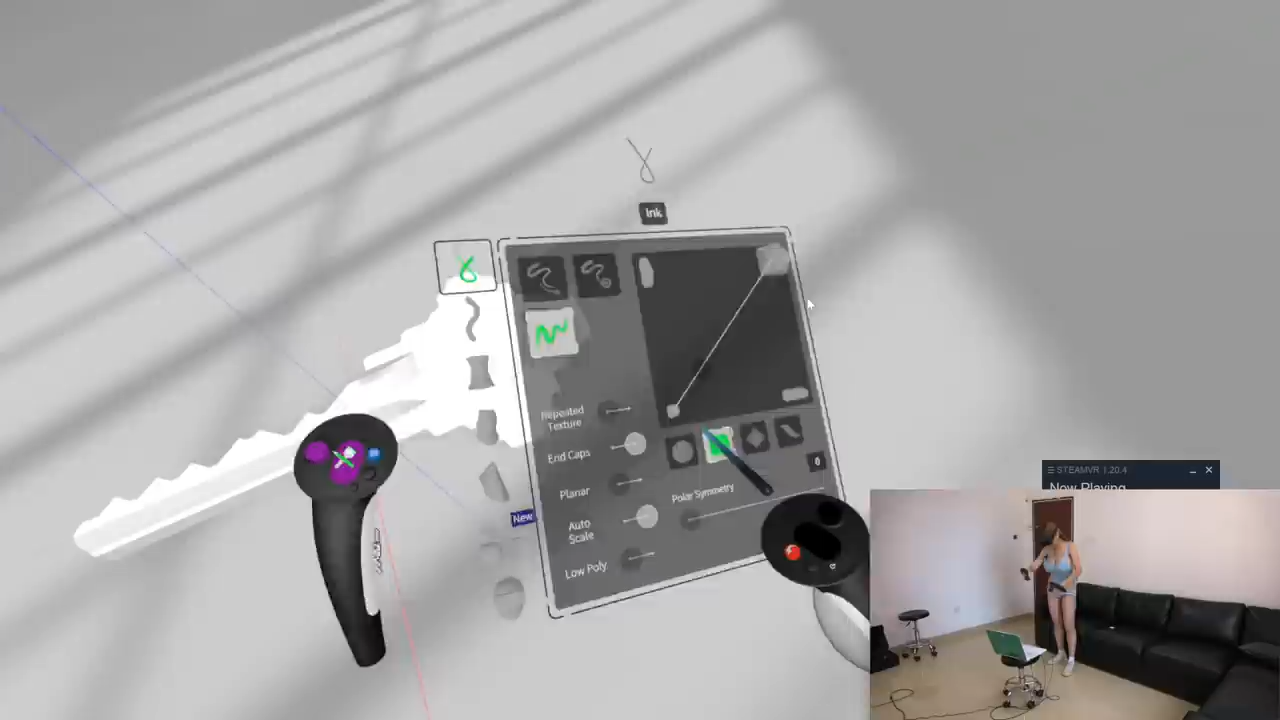 Ink
Repeated
Texture
End Caps
0
Planar
Polar Symmetry
New
Auto
Scale
Low Poly
STEAMVR 1.20.4
Now Playing